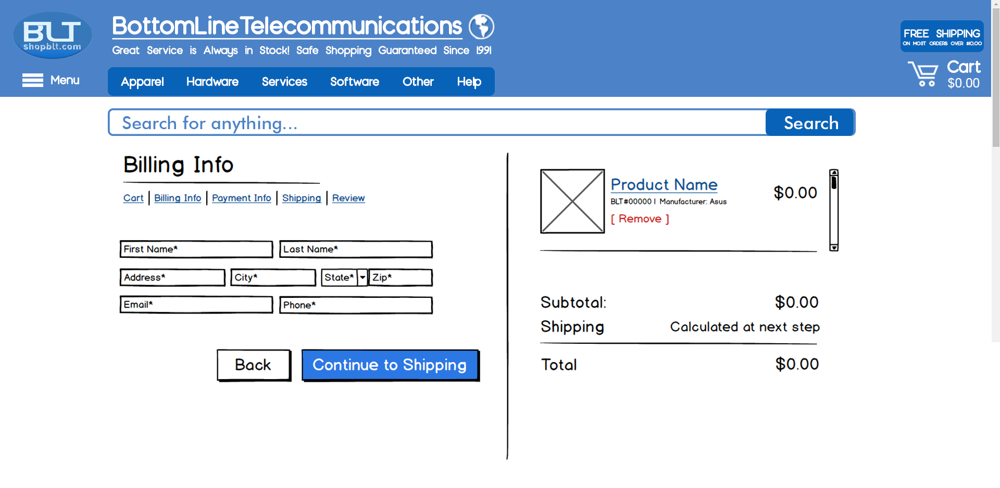 BLT
shopblt.com
BottomLineTelecommunications
Great Service is Always in Stock! Safe Shopping Guaranteed Since 1991
FREE SHIPPING
ON MOST ORDERS OVER $10.00
Cart
$0.00
Menu
Apparel Hardware Services Software Other Help
Search for anything... Search
Billing Info
Cart Billing Info Payment Info Shipping Review
First Name* Last Name*
Address* City* State* Zip*
Email* Phone*
Back Continue to Shipping
Product Name
$0.00
BLT#00000 | Manufacturer: Asus
[ Remove ]
Subtotal: $0.00
Shipping Calculated at next step
Total $0.00